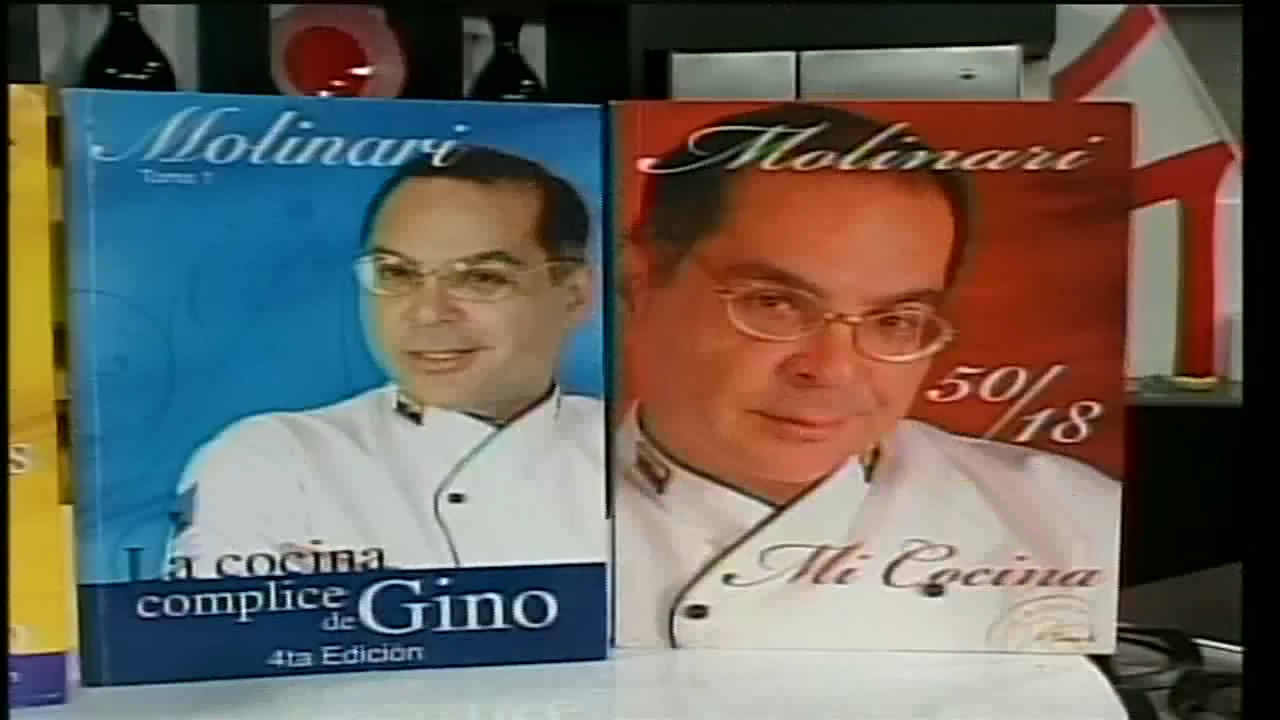 Molinari
Tomo 1
La cocina
complice
de Gino
4ta Edición
Molinari
50/18
Mi Cocina
s